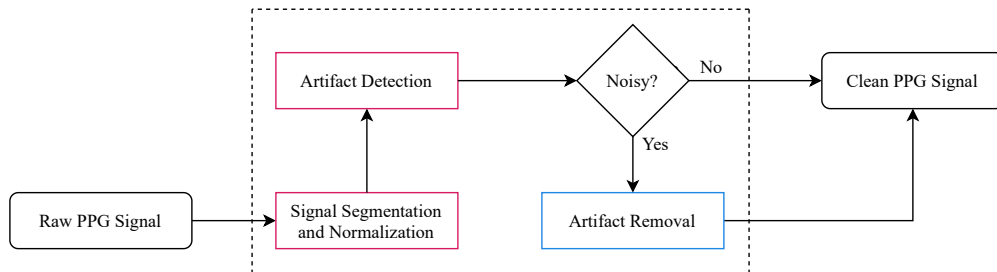 Artifact Detection
Noisy?
No
Clean PPG Signal
Yes
Raw PPG Signal
Signal Segmentation
and Normalization
Artifact Removal